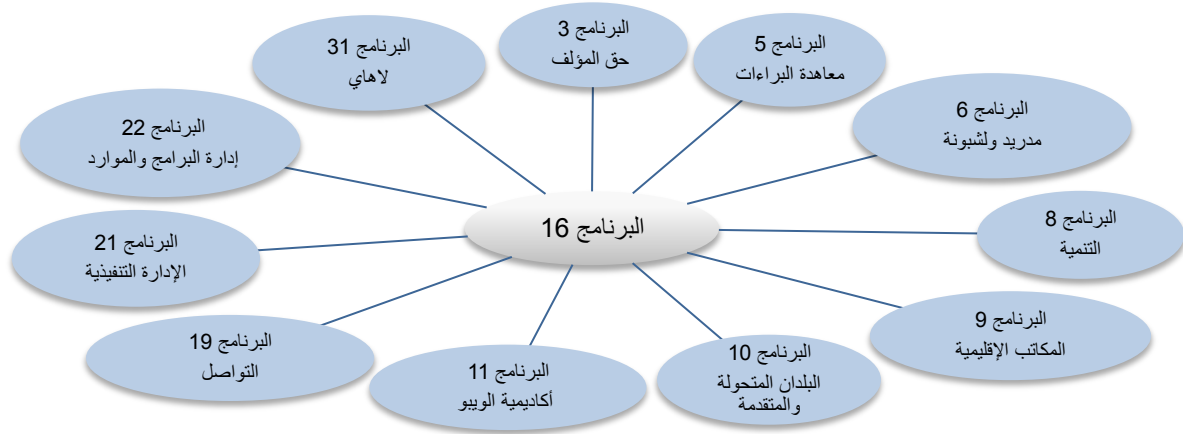 البرنامج 3
حق المؤلف
البرنامج 5
معاهدة البراءات
البرنامج 6
مدريد ولشبونة
البرنامج 8
التنمية
البرنامج 9
المكاتب الإقليمية
البرنامج 10
البلدان المتحولة
والمتقدمة
البرنامج 11
أكاديمية الويبو
البرنامج 19
التواصل
البرنامج 21
الإدارة التنفيذية
البرنامج 22
إدارة البرامج والموارد
البرنامج 31
لاهاي
البرنامج 16